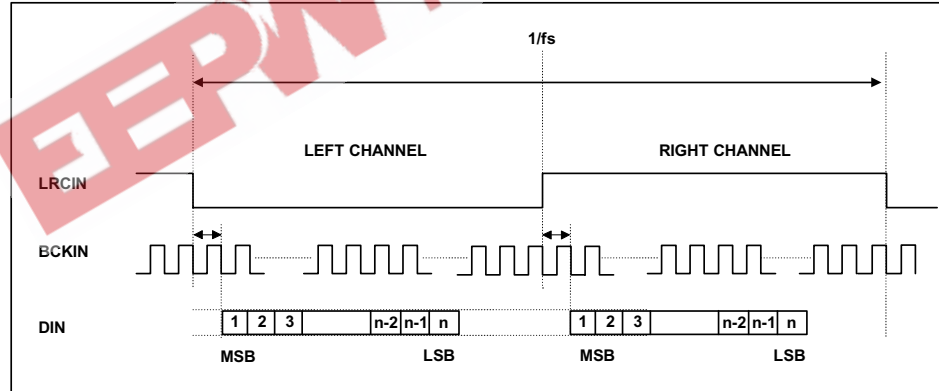 EEPW
1/fs
LEFT CHANNEL RIGHT CHANNEL
LRCIN
BCKIN
DIN 1 2 3 n-2 n-1 n 1 2 3 n-2 n-1 n
MSB LSB MSB LSB